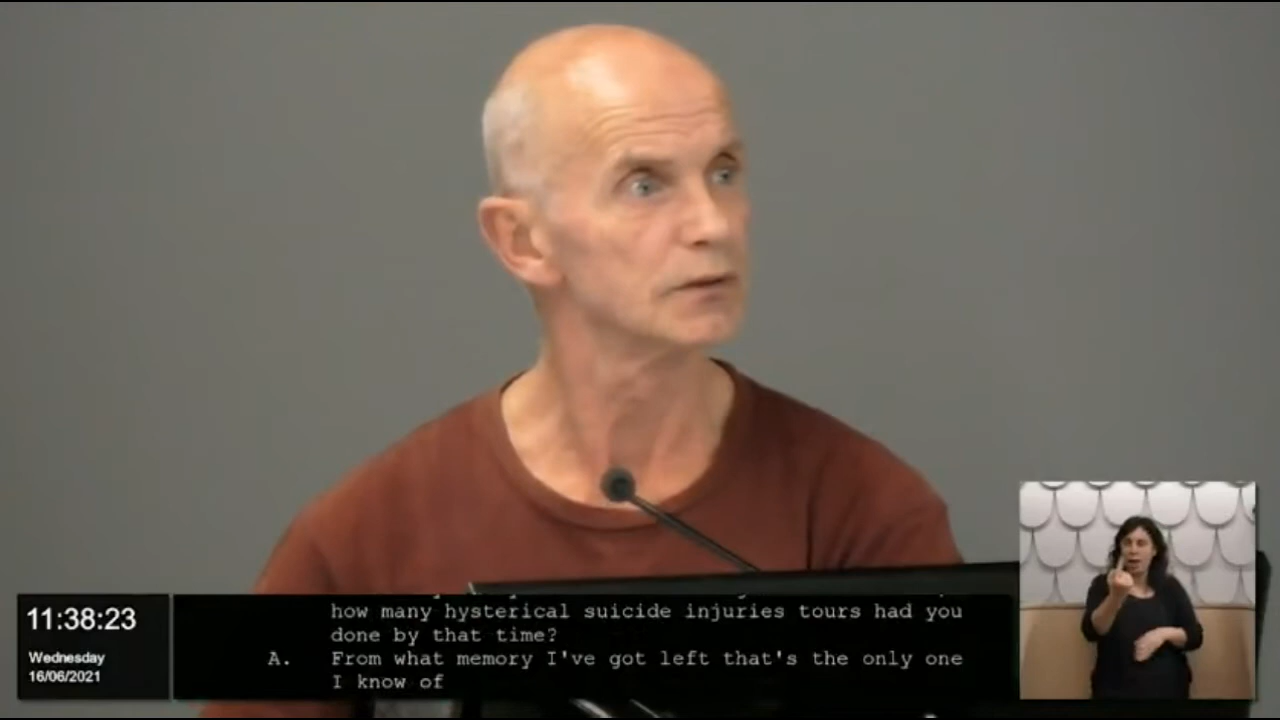 11:38:23
Wednesday
16/06/2021
how many hysterical suicide injuries tours had you
done by that time?
A. From what memory I've got left that's the only one
I know of